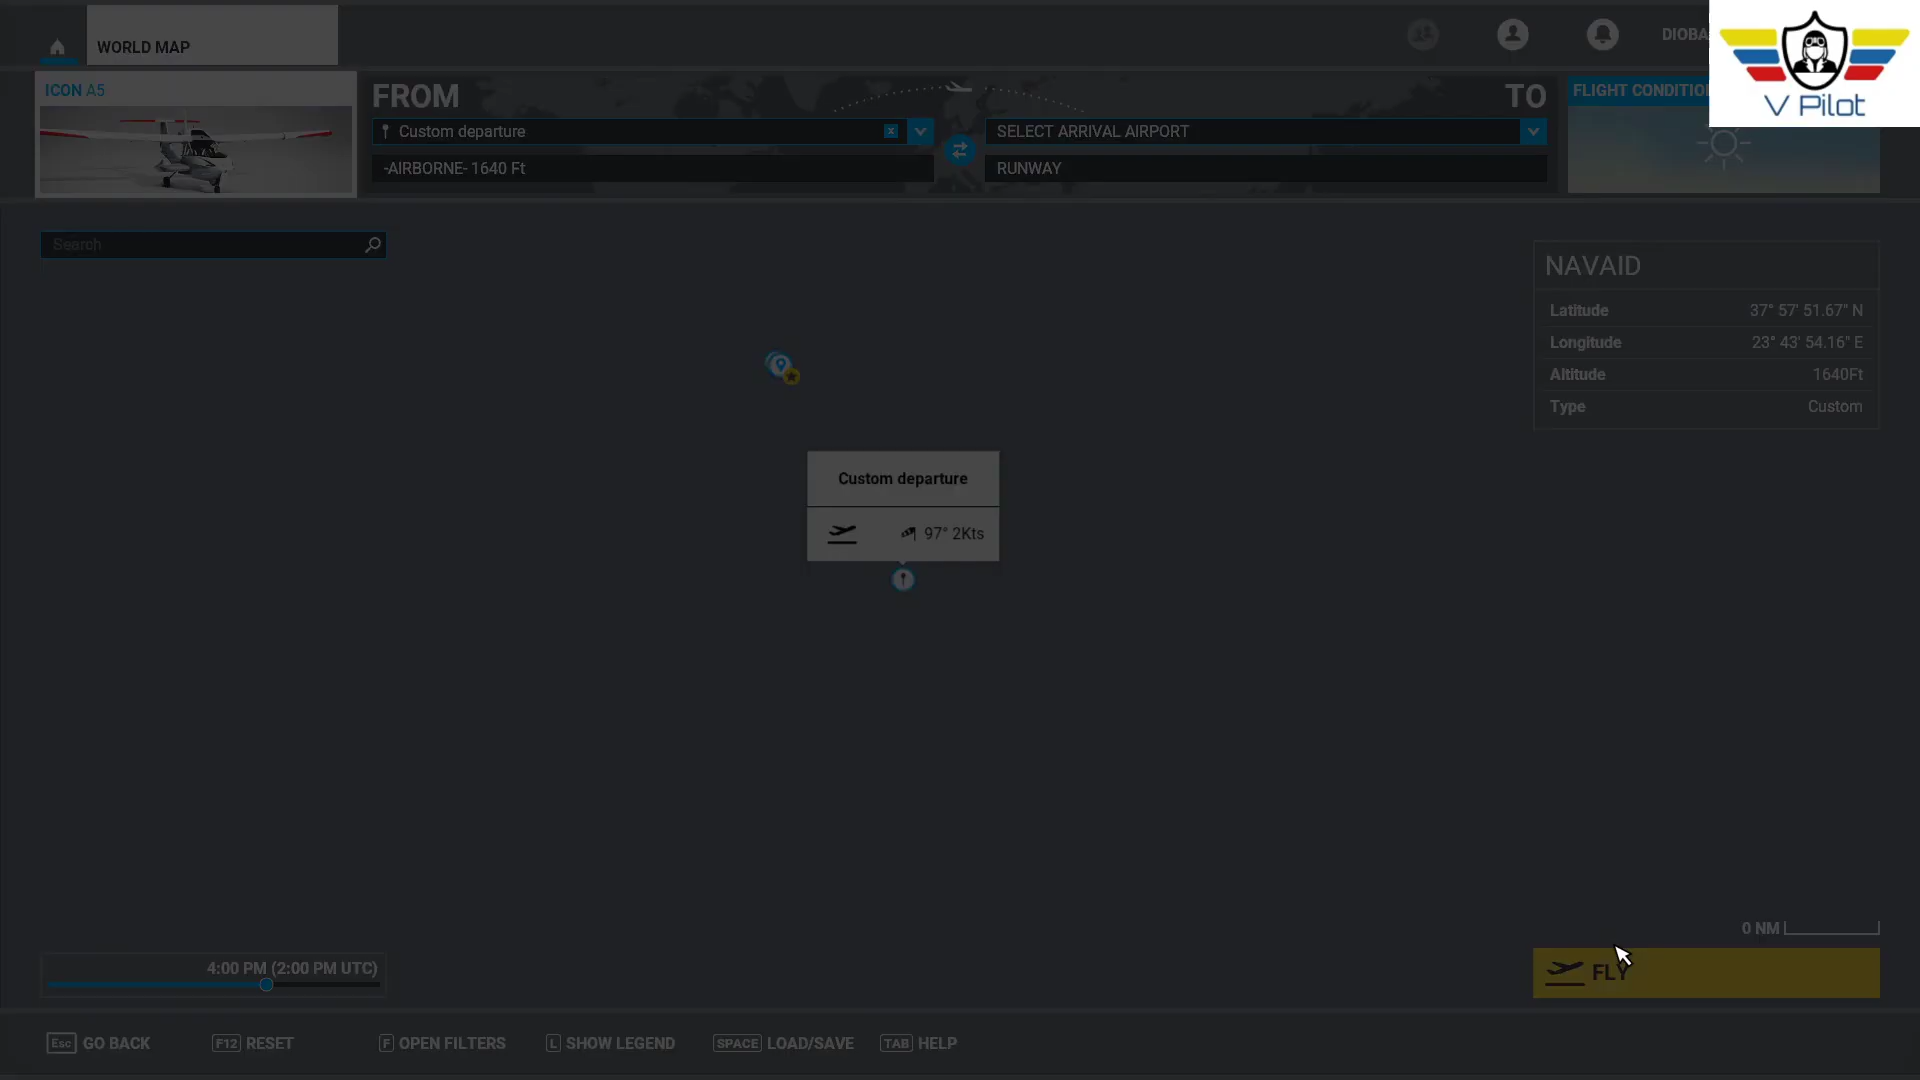 WORLD MAP
DIOBA
V Pilot
ICON A5
FROM
TO
FLIGHT CONDITIO
Custom departure
SELECT ARRIVAL AIRPORT
-AIRBORNE- 1640 Ft
RUNWAY
Search
NAVAID
Latitude 37° 57' 51.67" N
Longitude 23° 43' 54.16" E
Altitude 1640Ft
Type Custom
Custom departure
97° 2Kts
0 NM
4:00 PM (2:00 PM UTC)
FLY
Esc GO BACK F12 RESET F OPEN FILTERS L SHOW LEGEND SPACE LOAD/SAVE TAB HELP